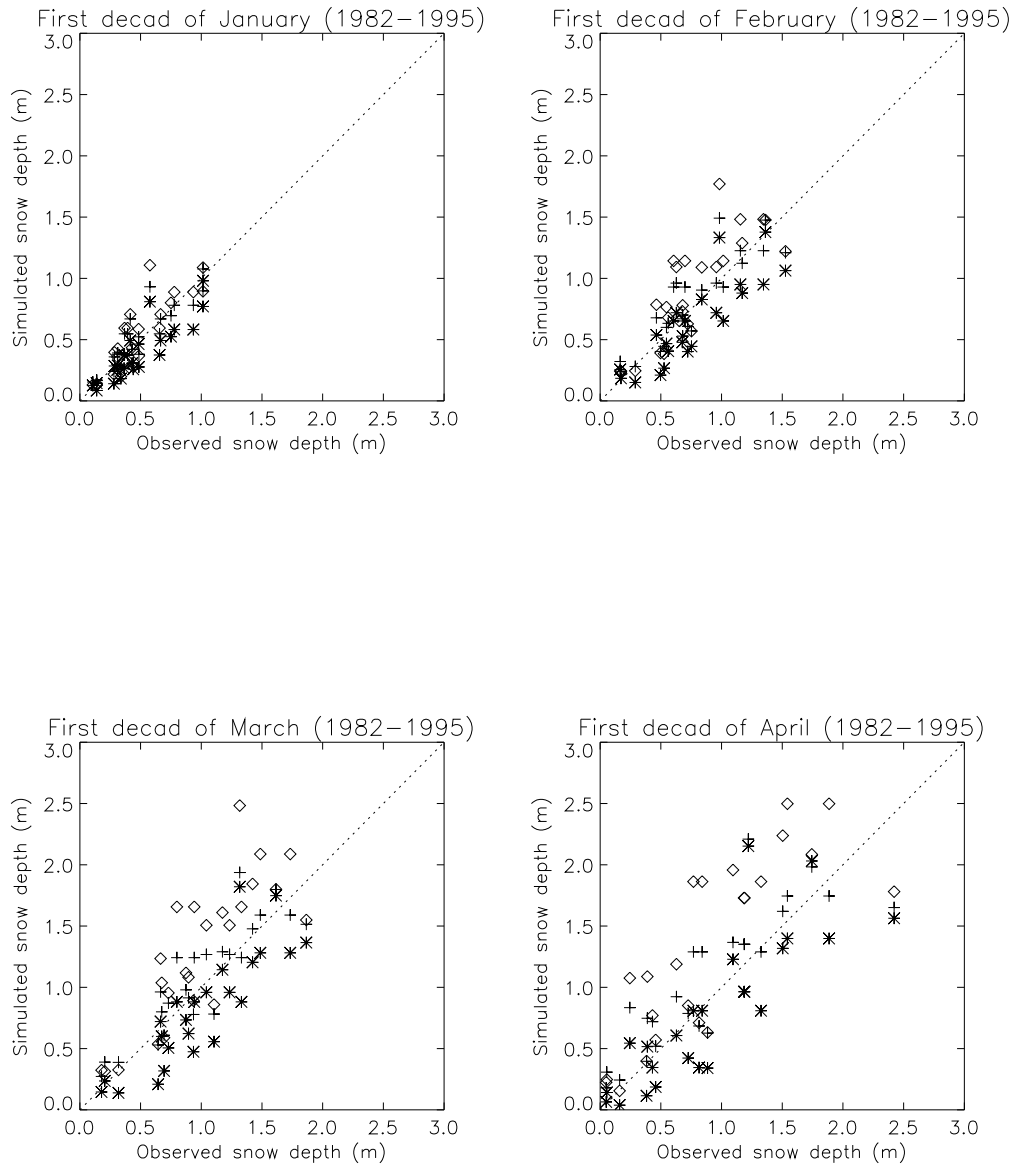 First decad of January (1982−1995)
3.0
2.5
2.0
1.5
1.0
0.5
0.0
Simulated snow depth (m)
0.0 0.5 1.0 1.5 2.0 2.5 3.0
Observed snow depth (m)
First decad of February (1982−1995)
3.0
2.5
2.0
1.5
1.0
0.5
0.0
Simulated snow depth (m)
0.0 0.5 1.0 1.5 2.0 2.5 3.0
Observed snow depth (m)
First decad of March (1982−1995)
3.0
2.5
2.0
1.5
1.0
0.5
0.0
Simulated snow depth (m)
0.0 0.5 1.0 1.5 2.0 2.5 3.0
Observed snow depth (m)
First decad of April (1982−1995)
3.0
2.5
2.0
1.5
1.0
0.5
0.0
Simulated snow depth (m)
0.0 0.5 1.0 1.5 2.0 2.5 3.0
Observed snow depth (m)